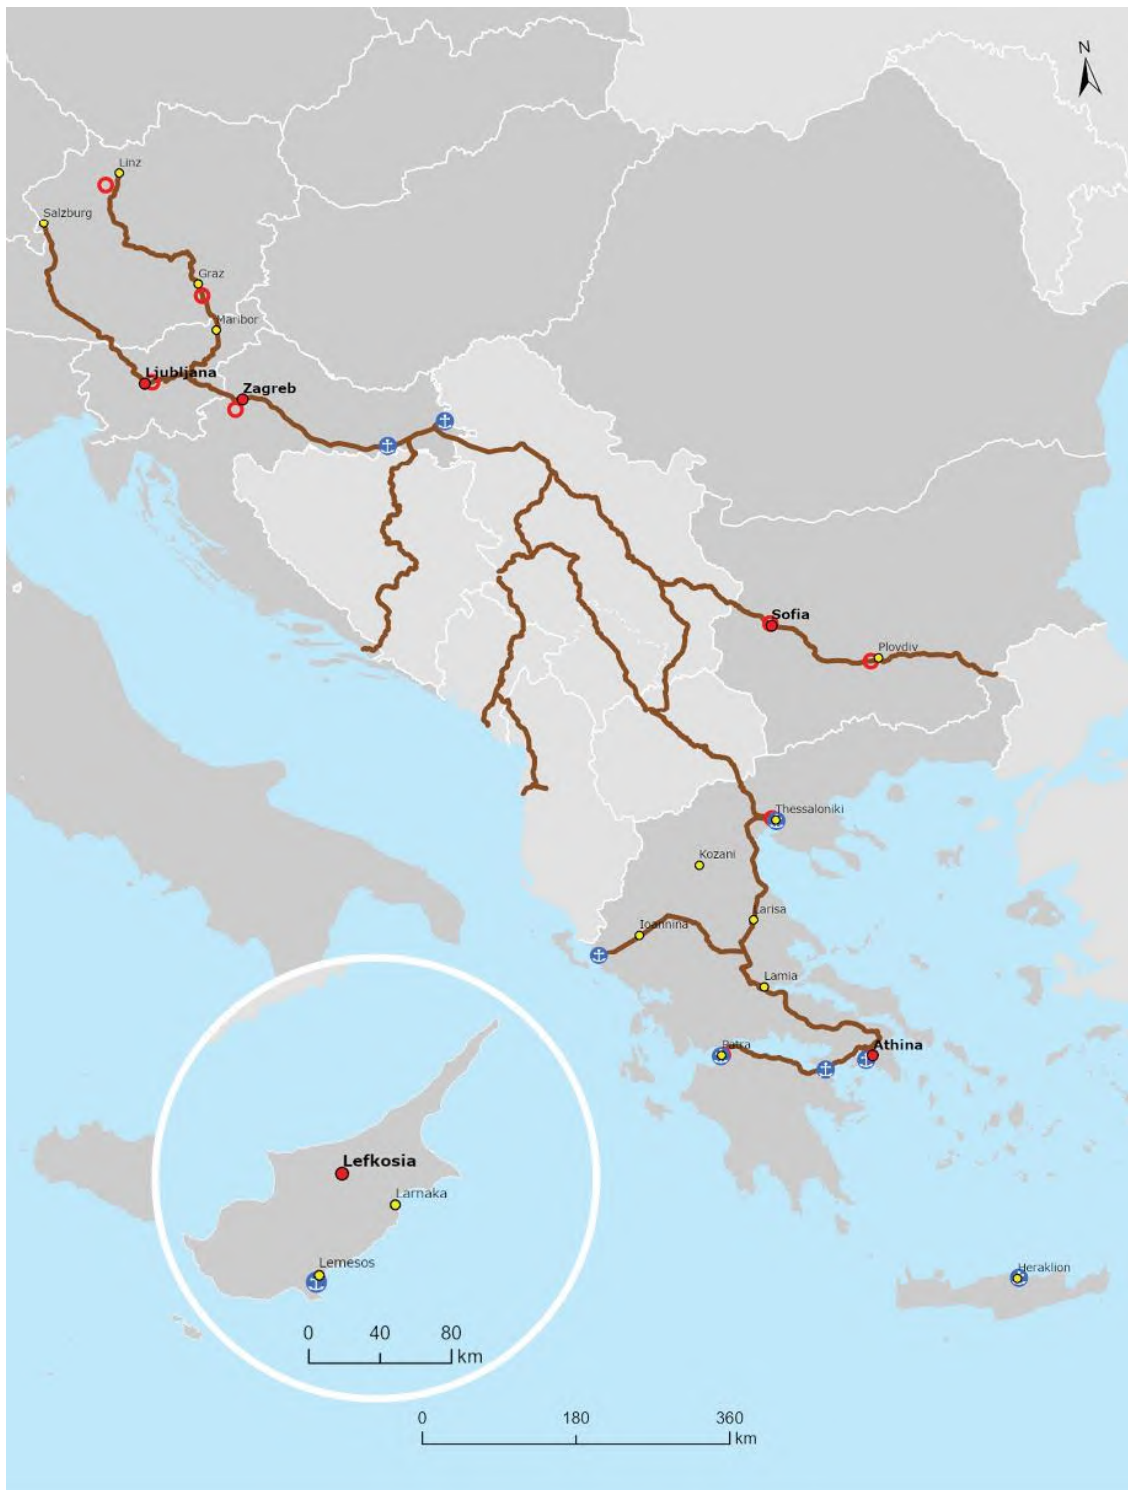 N
Linz
Salzburg
Graz
Maribor
Ljubljana
Zagreb
Sofia
Plovdiv
Thessaloniki
Kozani
Larisa
Ioannina
Lamia
Patra
Athina
Lefkosia
Larnaka
Lemesos
Heraklion
0 40 80
km
0 180 360
km